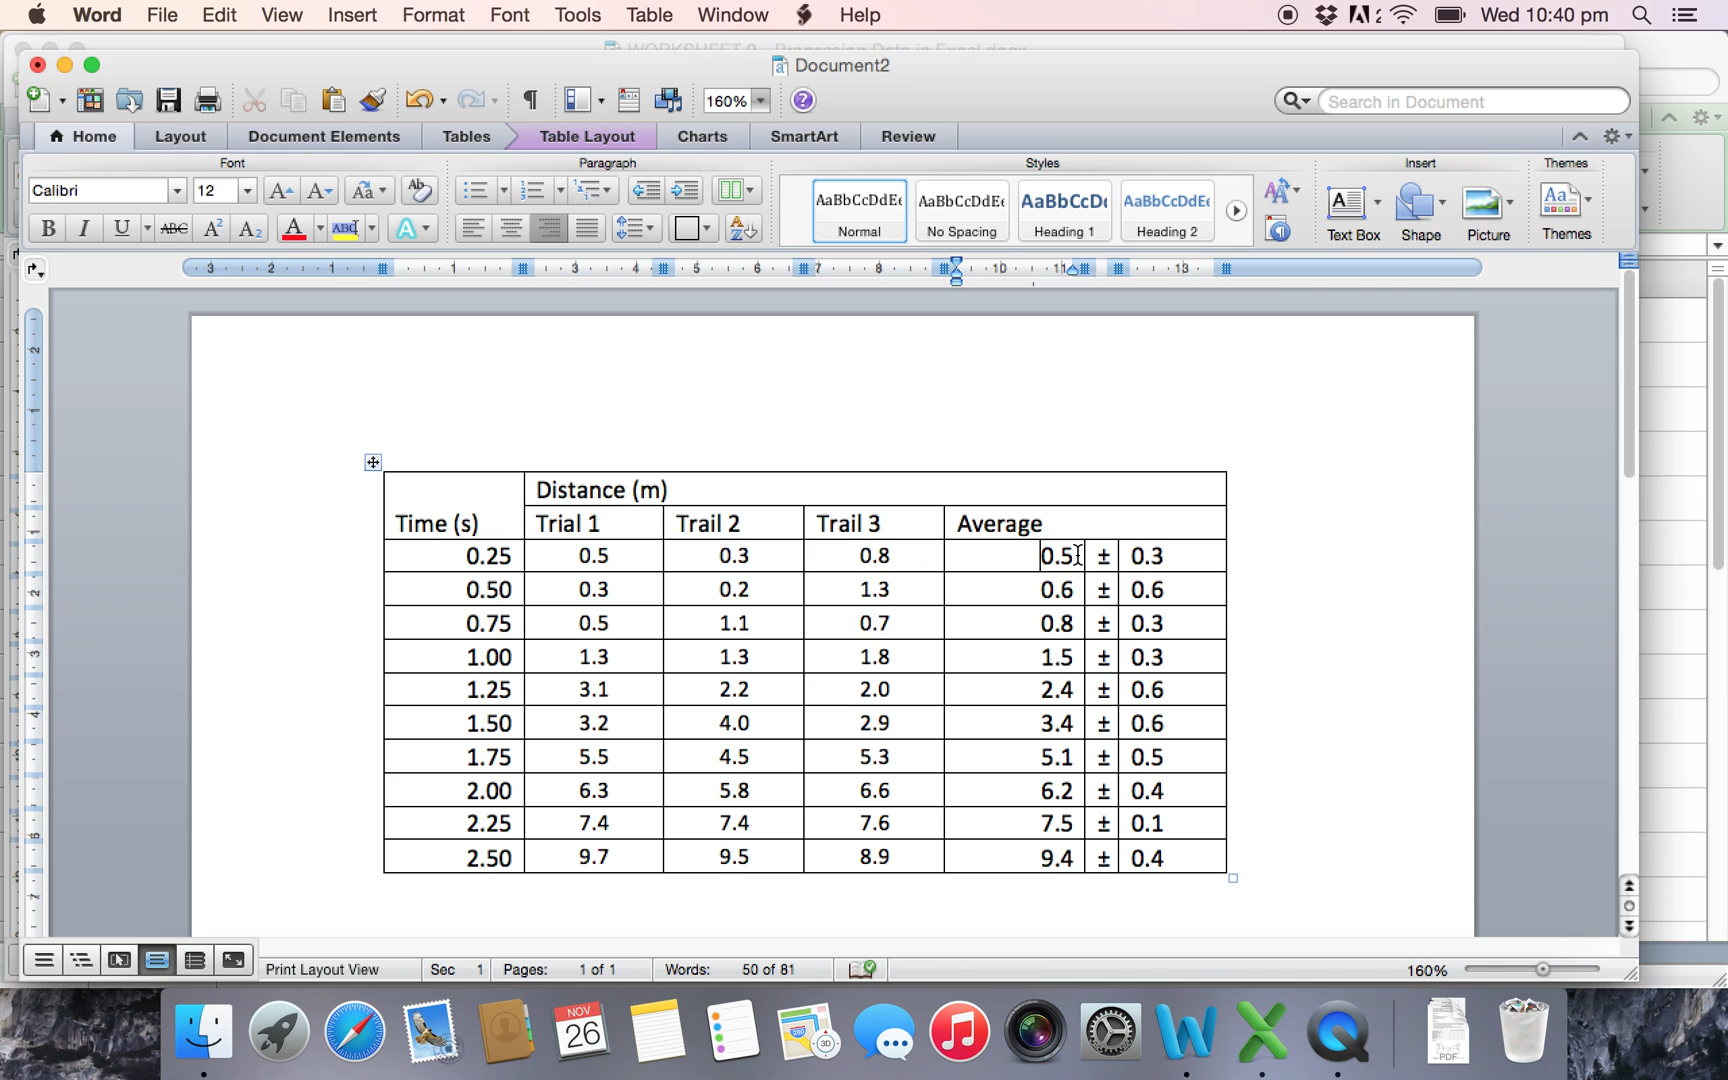 Word File Edit View Insert Format Font Tools Table Window Help Wed 10:40 pm
Document2
160% Search in Document
Home Layout Document Elements Tables Table Layout Charts SmartArt Review
Font Paragraph Styles Insert Themes
Calibri 12
AaBbCcDdEe AaBbCcDdEe AaBbCcDc AaBbCcDdEe
Normal No Spacing Heading 1 Heading 2 Text Box Shape Picture Themes
Distance (m)
Time (s) Trial 1 Trail 2 Trail 3 Average
0.25 0.5 0.3 0.8 0.5 ± 0.3
0.50 0.3 0.2 1.3 0.6 ± 0.6
0.75 0.5 1.1 0.7 0.8 ± 0.3
1.00 1.3 1.3 1.8 1.5 ± 0.3
1.25 3.1 2.2 2.0 2.4 ± 0.6
1.50 3.2 4.0 2.9 3.4 ± 0.6
1.75 5.5 4.5 5.3 5.1 ± 0.5
2.00 6.3 5.8 6.6 6.2 ± 0.4
2.25 7.4 7.4 7.6 7.5 ± 0.1
2.50 9.7 9.5 8.9 9.4 ± 0.4
Print Layout View Sec 1 Pages: 1 of 1 Words: 50 of 81 160%
NOV
26
3D
PDF